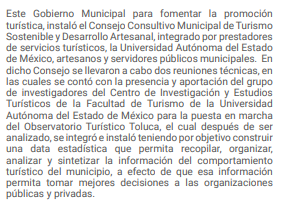 Este Gobierno Municipal para fomentar la promoción
turística, instaló el Consejo Consultivo Municipal de Turismo
Sostenible y Desarrollo Artesanal, integrado por prestadores
de servicios turísticos, la Universidad Autónoma del Estado
de México, artesanos y servidores públicos municipales. En
dicho Consejo se llevaron a cabo dos reuniones técnicas, en
las cuales se contó con la presencia y aportación del grupo
de investigadores del Centro de Investigación y Estudios
Turísticos de la Facultad de Turismo de la Universidad
Autónoma del Estado de México para la puesta en marcha
del Observatorio Turístico Toluca, el cual después de ser
analizado, se integró e instaló teniendo por objetivo construir
una data estadística que permita recopilar, organizar,
analizar y sintetizar la información del comportamiento
turístico del municipio, a efecto de que esa información
permita tomar mejores decisiones a las organizaciones
públicas y privadas.